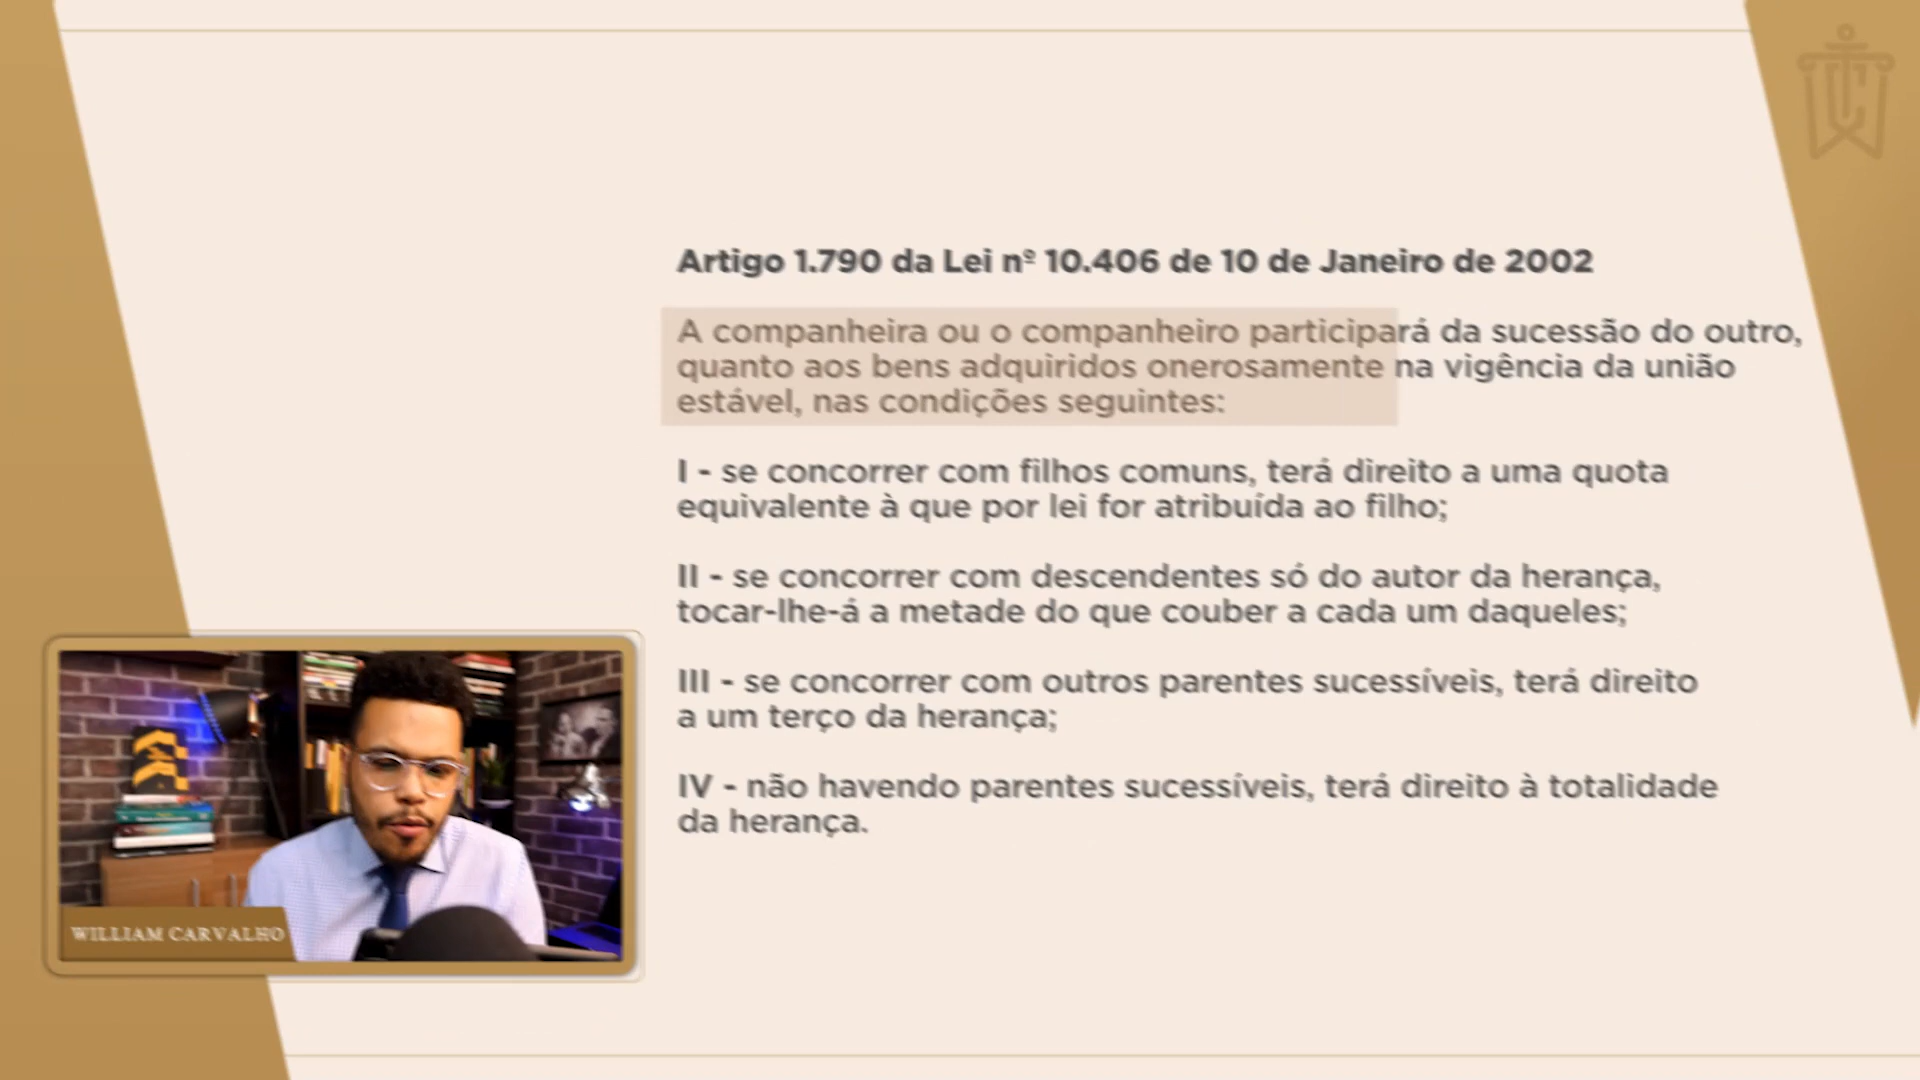 Artigo 1.790 da Lei nº 10.406 de 10 de Janeiro de 2002
A companheira ou o companheiro participará da sucessão do outro,
quanto aos bens adquiridos onerosamente na vigência da união
estável, nas condições seguintes:
I - se concorrer com filhos comuns, terá direito a uma quota
equivalente à que por lei for atribuída ao filho;
II - se concorrer com descendentes só do autor da herança,
tocar-lhe-á a metade do que couber a cada um daqueles;
III - se concorrer com outros parentes sucessíveis, terá direito
a um terço da herança;
IV - não havendo parentes sucessíveis, terá direito à totalidade
da herança.
WILLIAM CARVALHO